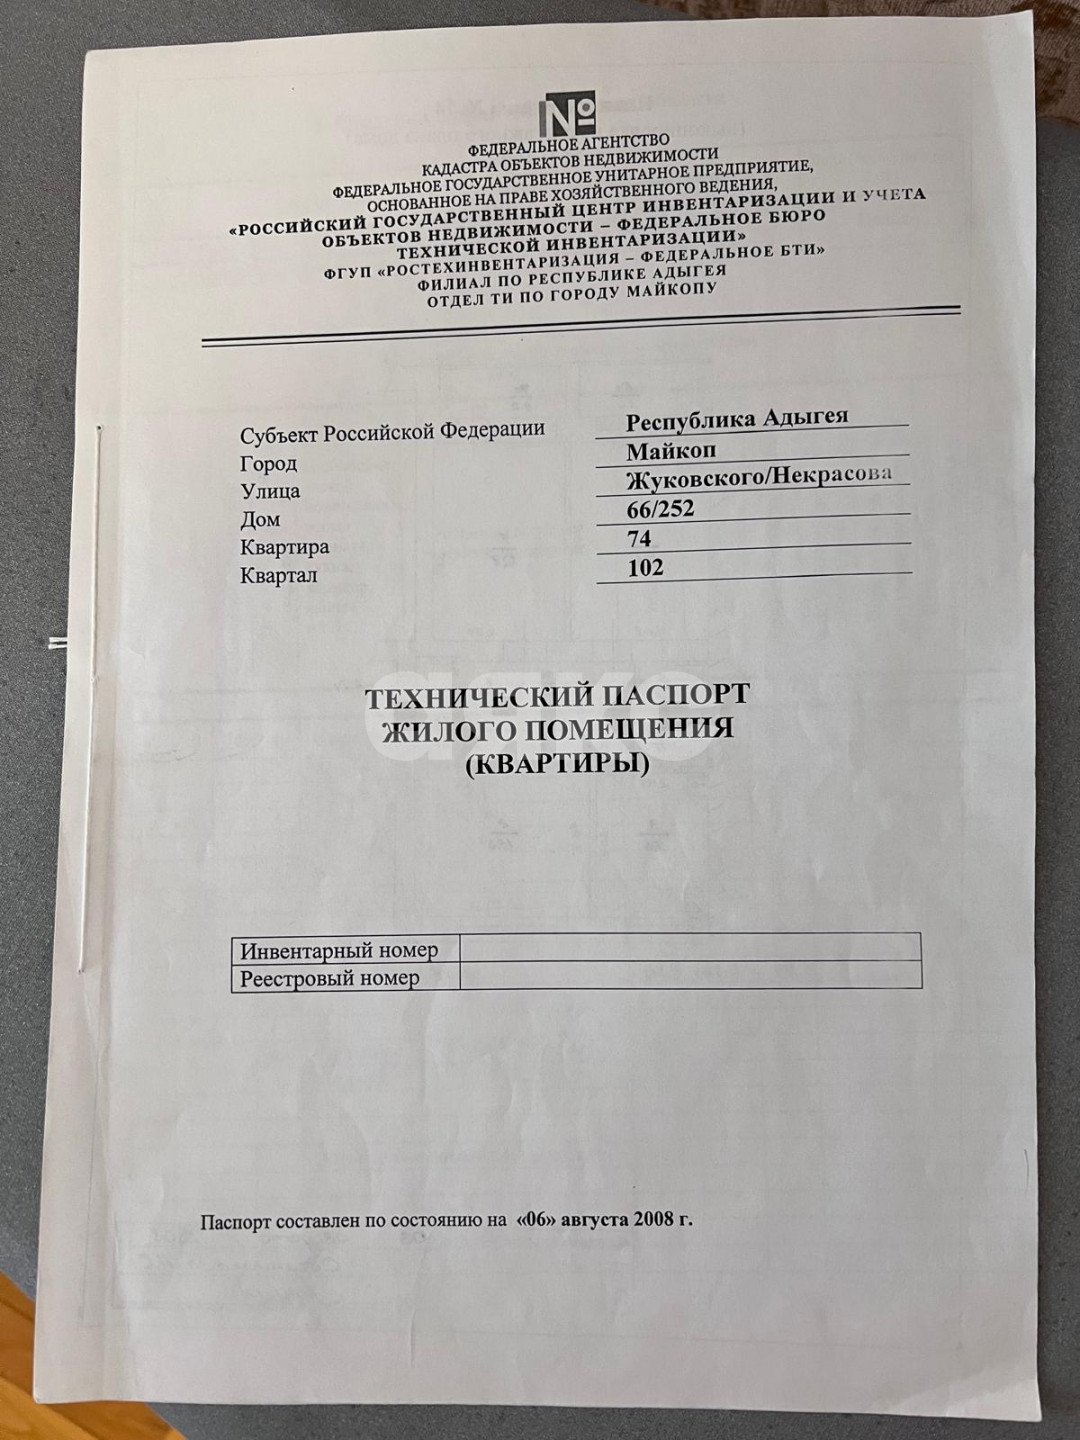 №
ФЕДЕРАЛЬНОЕ АГЕНТСТВО
КАДАСТРА ОБЪЕКТОВ НЕДВИЖИМОСТИ
ФЕДЕРАЛЬНОЕ ГОСУДАРСТВЕННОЕ УНИТАРНОЕ ПРЕДПРИЯТИЕ,
ОСНОВАННОЕ НА ПРАВЕ ХОЗЯЙСТВЕННОГО ВЕДЕНИЯ,
«РОССИЙСКИЙ ГОСУДАРСТВЕННЫЙ ЦЕНТР ИНВЕНТАРИЗАЦИИ И УЧЕТА
ОБЪЕКТОВ НЕДВИЖИМОСТИ – ФЕДЕРАЛЬНОЕ БЮРО
ТЕХНИЧЕСКОЙ ИНВЕНТАРИЗАЦИИ»
ФГУП «РОСТЕХИНВЕНТАРИЗАЦИЯ – ФЕДЕРАЛЬНОЕ БТИ»
ФИЛИАЛ ПО РЕСПУБЛИКЕ АДЫГЕЯ
ОТДЕЛ ТИ ПО ГОРОДУ МАЙКОПУ
Субъект Российской Федерации Республика Адыгея
Город Майкоп
Улица Жуковского/Некрасова
Дом 66/252
Квартира 74
Квартал 102
ТЕХНИЧЕСКИЙ ПАСПОРТ
ЖИЛОГО ПОМЕЩЕНИЯ
(КВАРТИРЫ)
Инвентарный номер
Реестровый номер
Паспорт составлен по состоянию на «06» августа 2008 г.